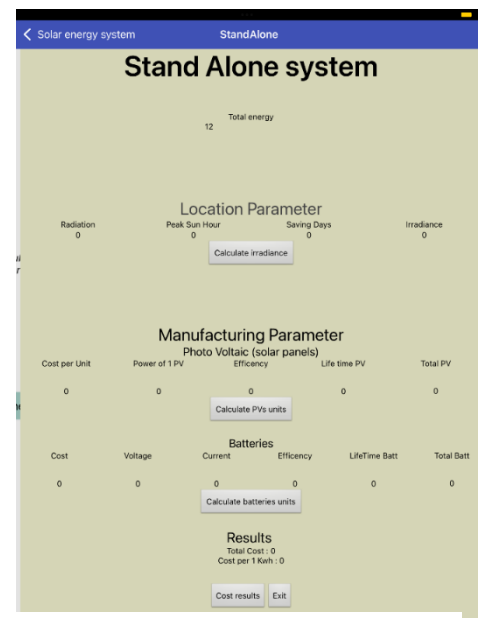 Solar energy system StandAlone
Stand Alone system
Total energy
12
Location Parameter
Radiation Peak Sun Hour Saving Days Irradiance
0 0 0 0
Calculate irradiance
Manufacturing Parameter
Photo Voltaic (solar panels)
Cost per Unit Power of 1 PV Efficency Life time PV Total PV
0 0 0 0 0
Calculate PVs units
Batteries
Cost Voltage Current Efficency LifeTime Batt Total Batt
0 0 0 0 0 0
Calculate batteries units
Results
Total Cost : 0
Cost per 1 Kwh : 0
Cost results Exit